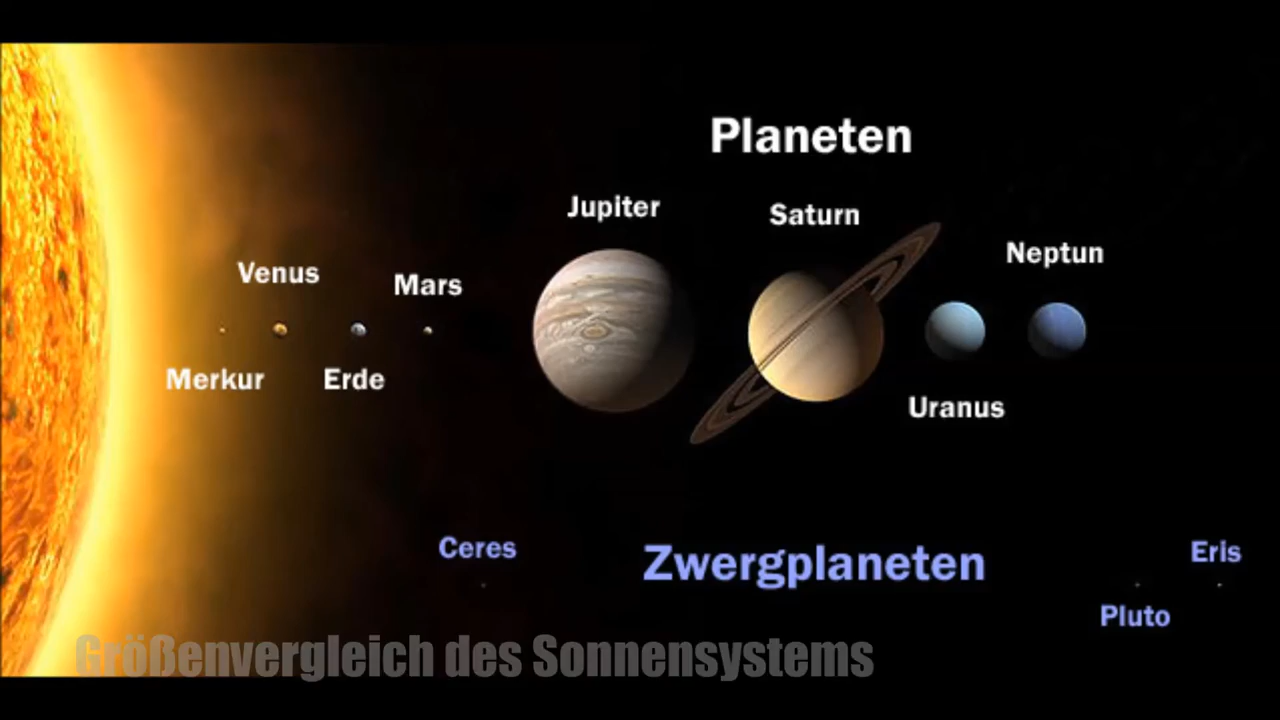 Planeten
Jupiter
Saturn
Neptun
Venus
Mars
Merkur
Erde
Uranus
Ceres
Zwergplaneten
Eris
Pluto
Größenvergleich des Sonnensystems